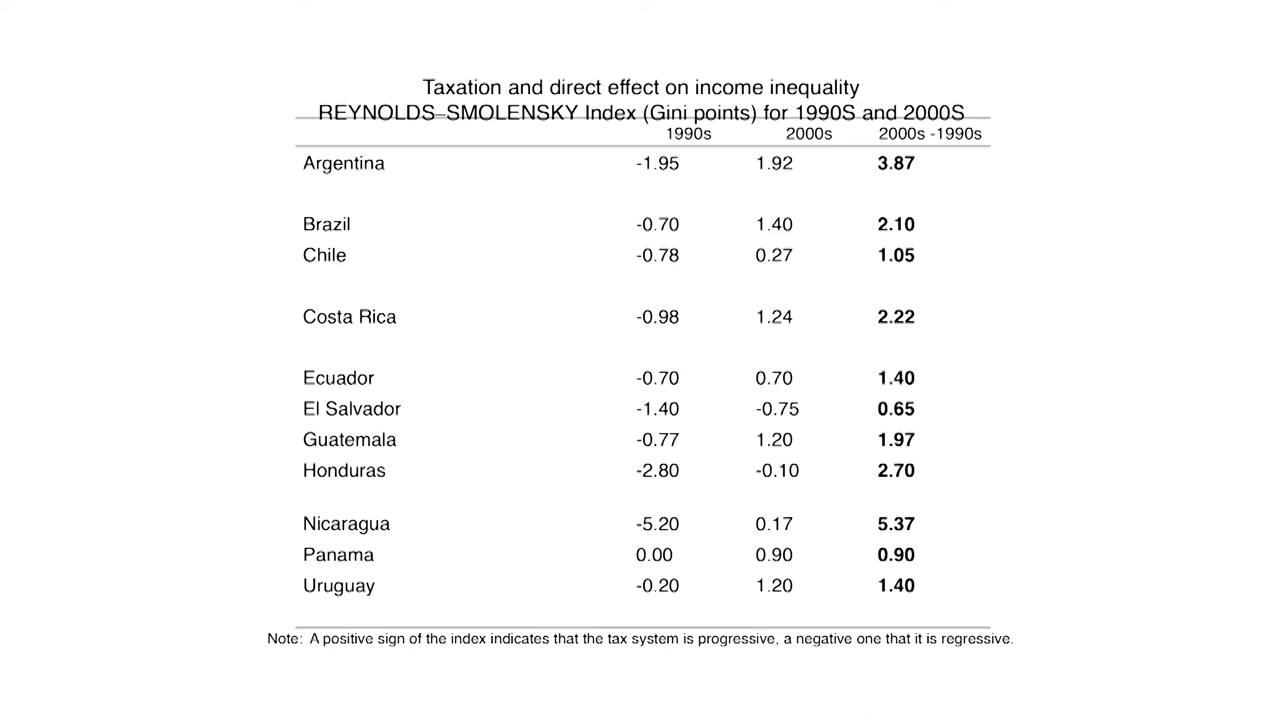 Taxation and direct effect on income inequality
REYNOLDS–SMOLENSKY Index (Gini points) for 1990S and 2000S
1990s 2000s 2000s -1990s
Argentina -1.95 1.92 3.87
Brazil -0.70 1.40 2.10
Chile -0.78 0.27 1.05
Costa Rica -0.98 1.24 2.22
Ecuador -0.70 0.70 1.40
El Salvador -1.40 -0.75 0.65
Guatemala -0.77 1.20 1.97
Honduras -2.80 -0.10 2.70
Nicaragua -5.20 0.17 5.37
Panama 0.00 0.90 0.90
Uruguay -0.20 1.20 1.40
Note: A positive sign of the index indicates that the tax system is progressive, a negative one that it is regressive.